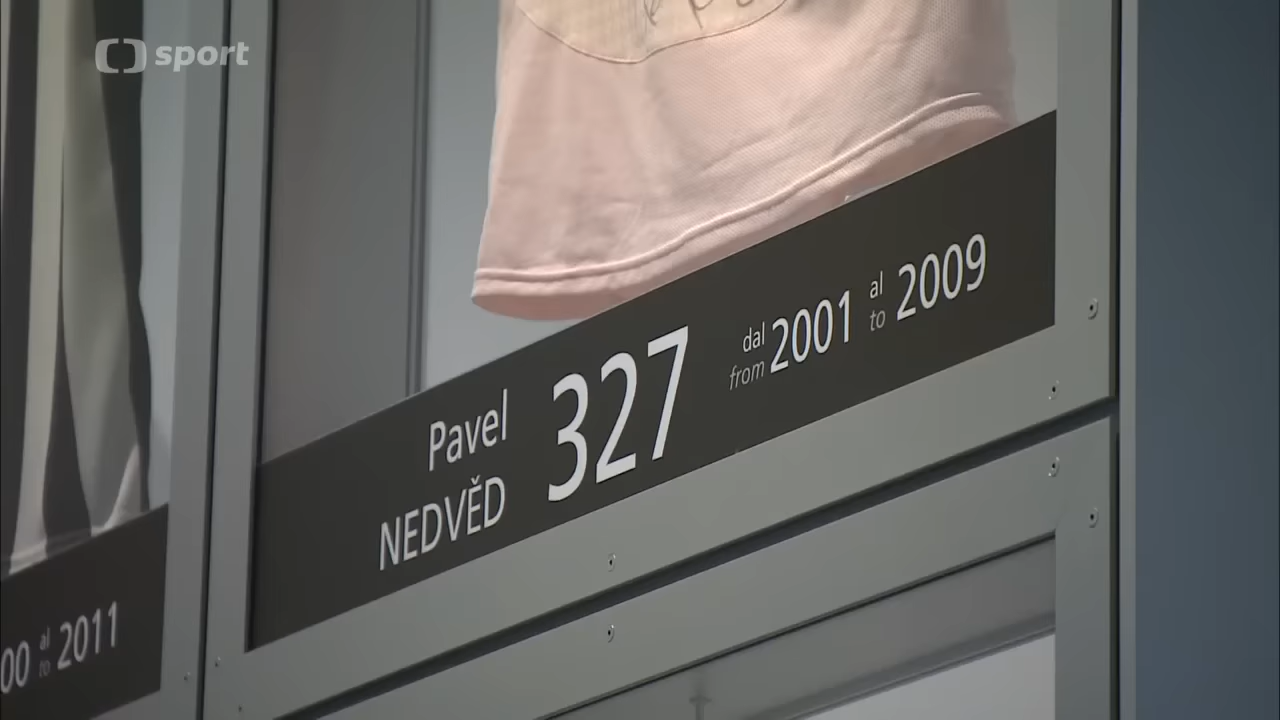 sport
Pavel
NEDVĚD
327
dal
from
2001
al
to
2009
00
al
to
2011